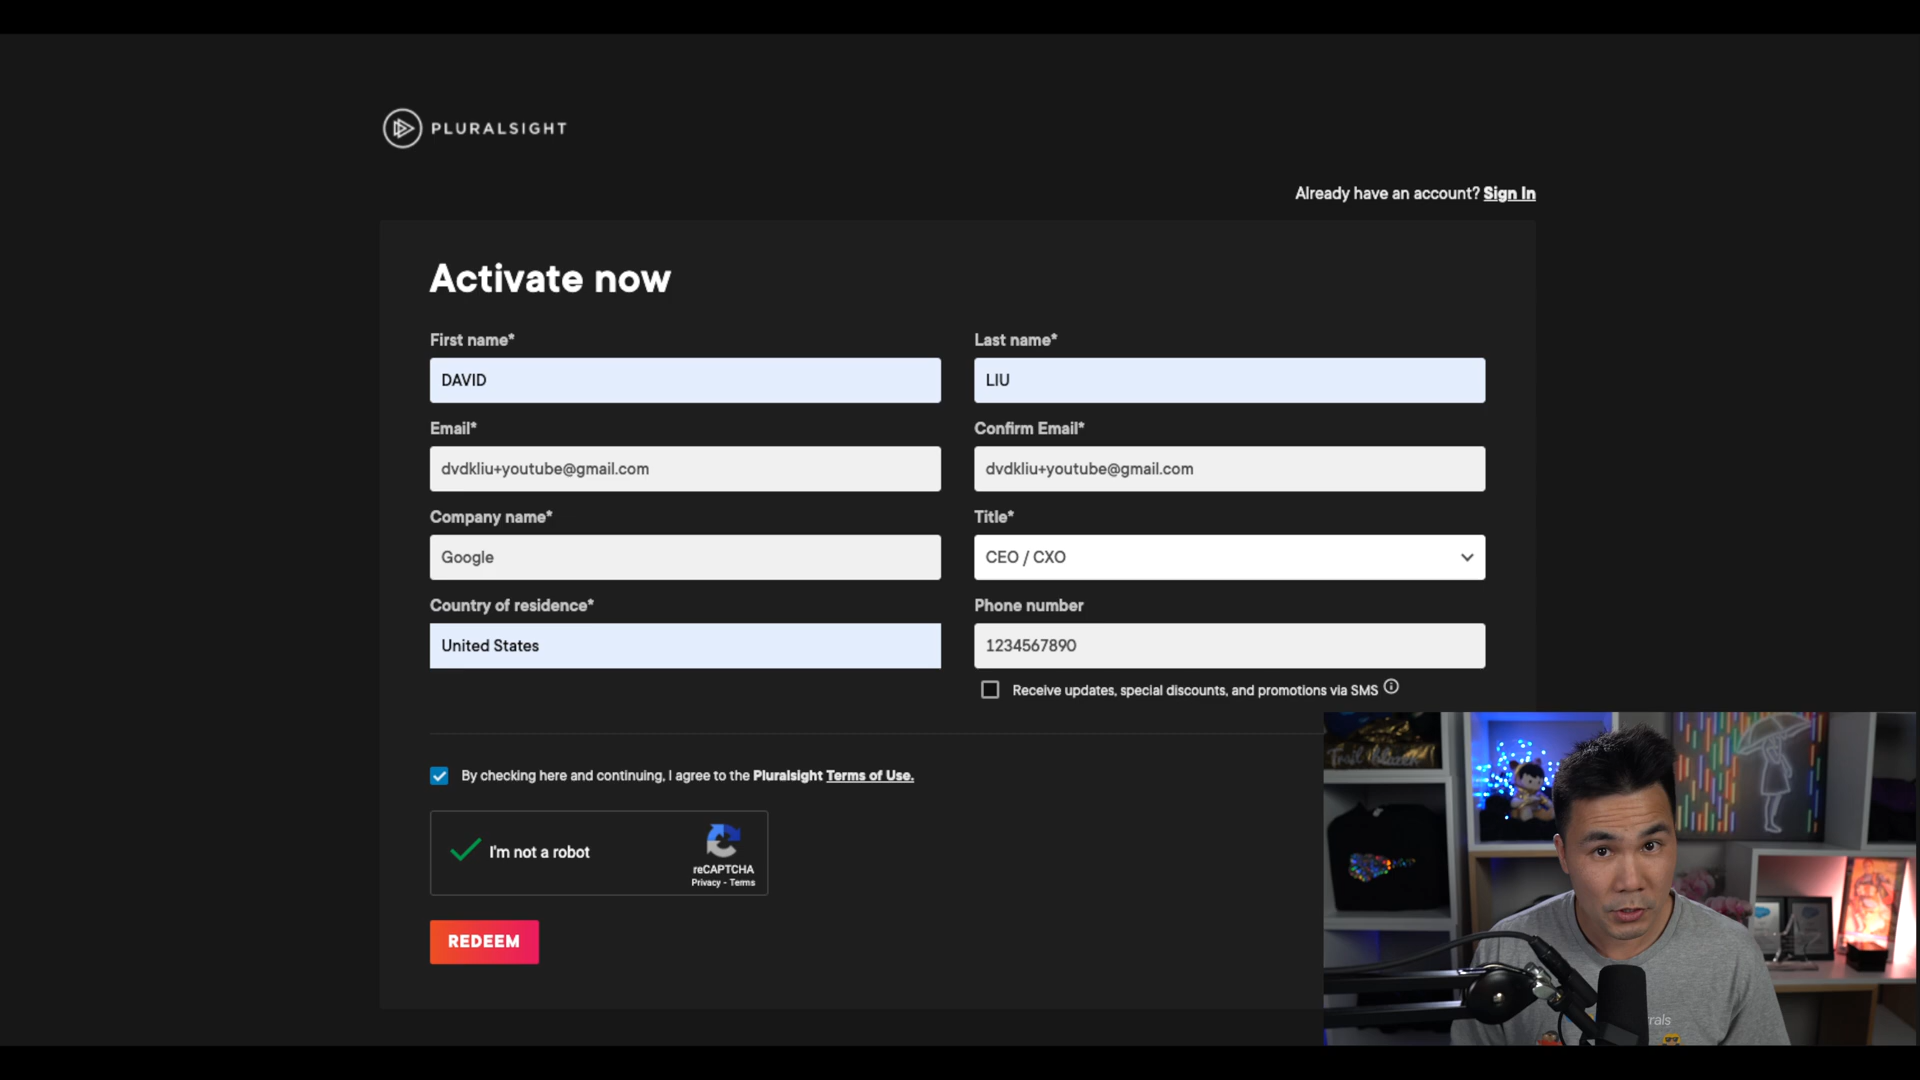 PLURALSIGHT
Already have an account? Sign In
Activate now
First name*
Last name*
DAVID
LIU
Email*
Confirm Email*
dvdkliu+youtube@gmail.com
dvdkliu+youtube@gmail.com
Company name*
Title*
Google
CEO / CXO
Country of residence*
Phone number
United States
1234567890
Receive updates, special discounts, and promotions via SMS
By checking here and continuing, I agree to the Pluralsight Terms of Use.
I'm not a robot
reCAPTCHA
Privacy - Terms
REDEEM